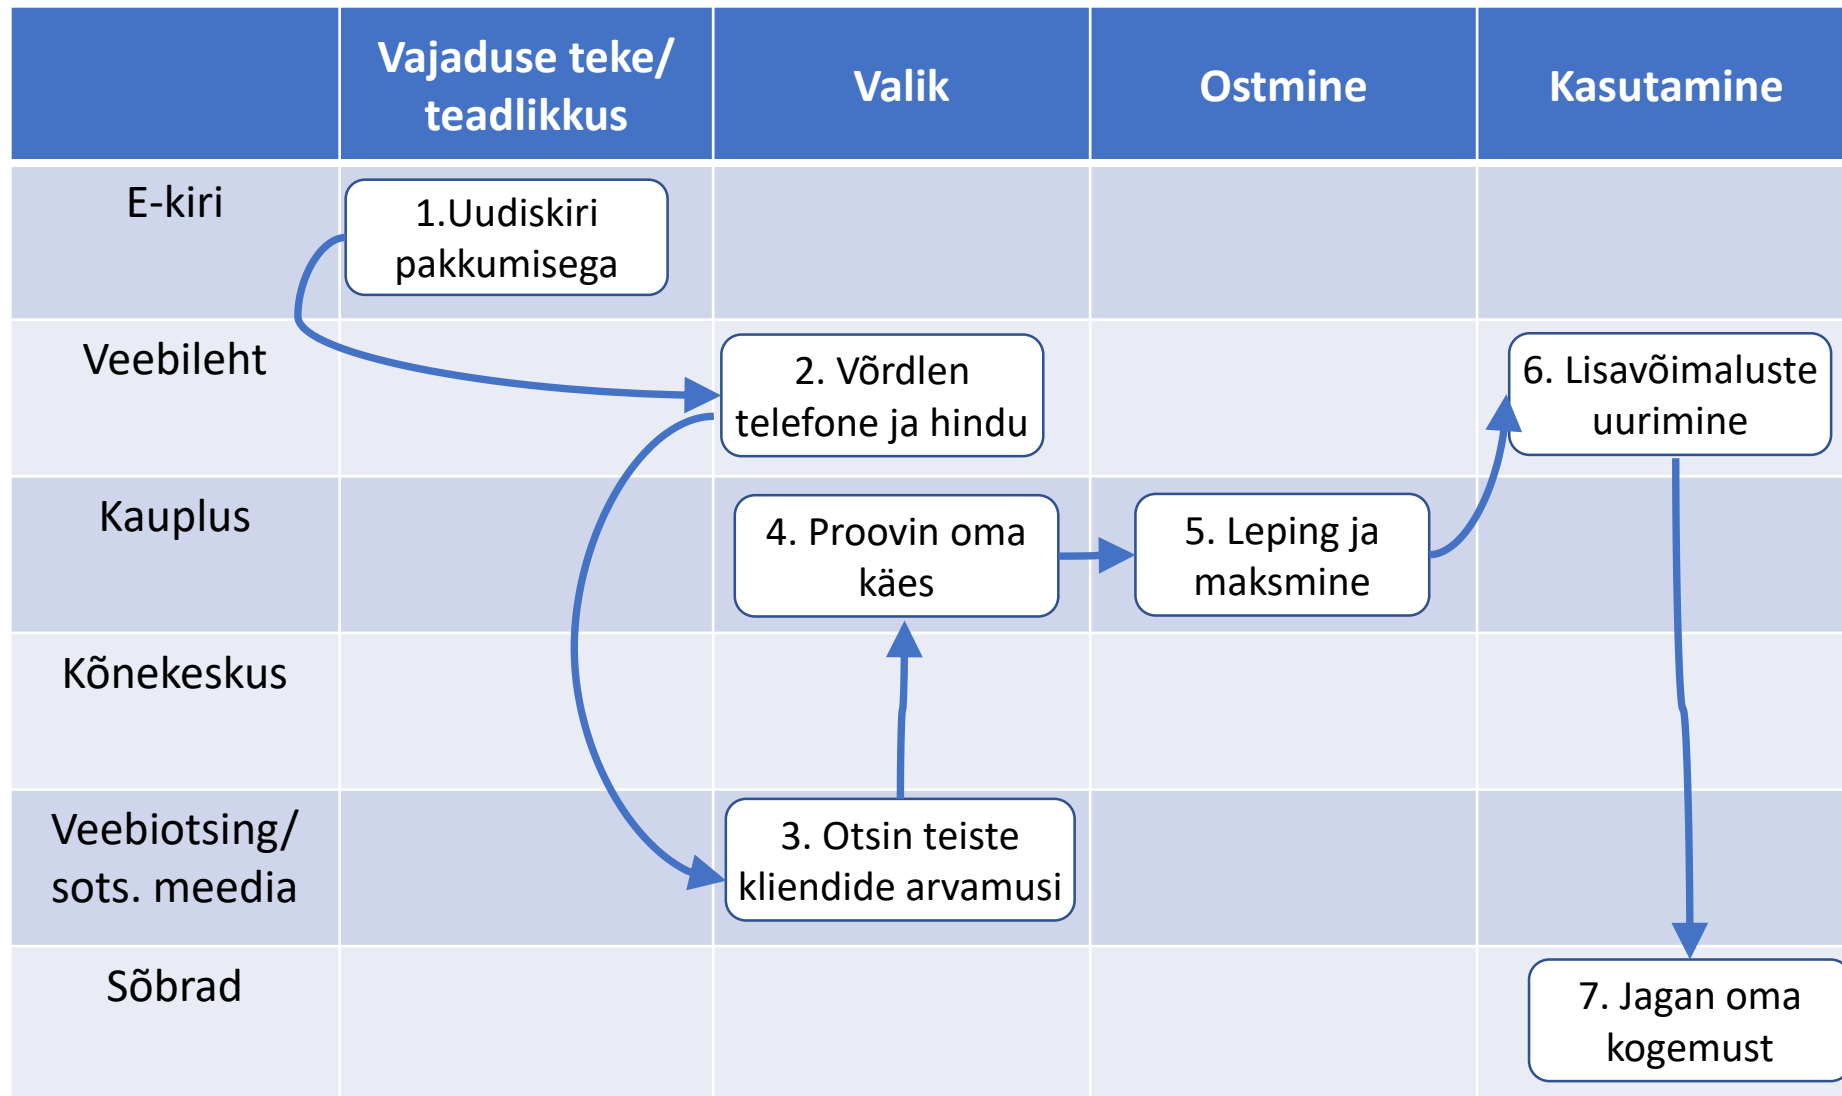 Vajaduse teke/
teadlikkus
Valik
Ostmine
Kasutamine
E-kiri
1.Uudiskiri
pakkumisega
Veebileht
2. Võrdlen
telefone ja hindu
6. Lisavõimaluste
uurimine
Kauplus
4. Proovin oma
käes
5. Leping ja
maksmine
Kõnekeskus
Veebiotsing/
sots. meedia
3. Otsin teiste
kliendide arvamusi
Sõbrad
7. Jagan oma
kogemust